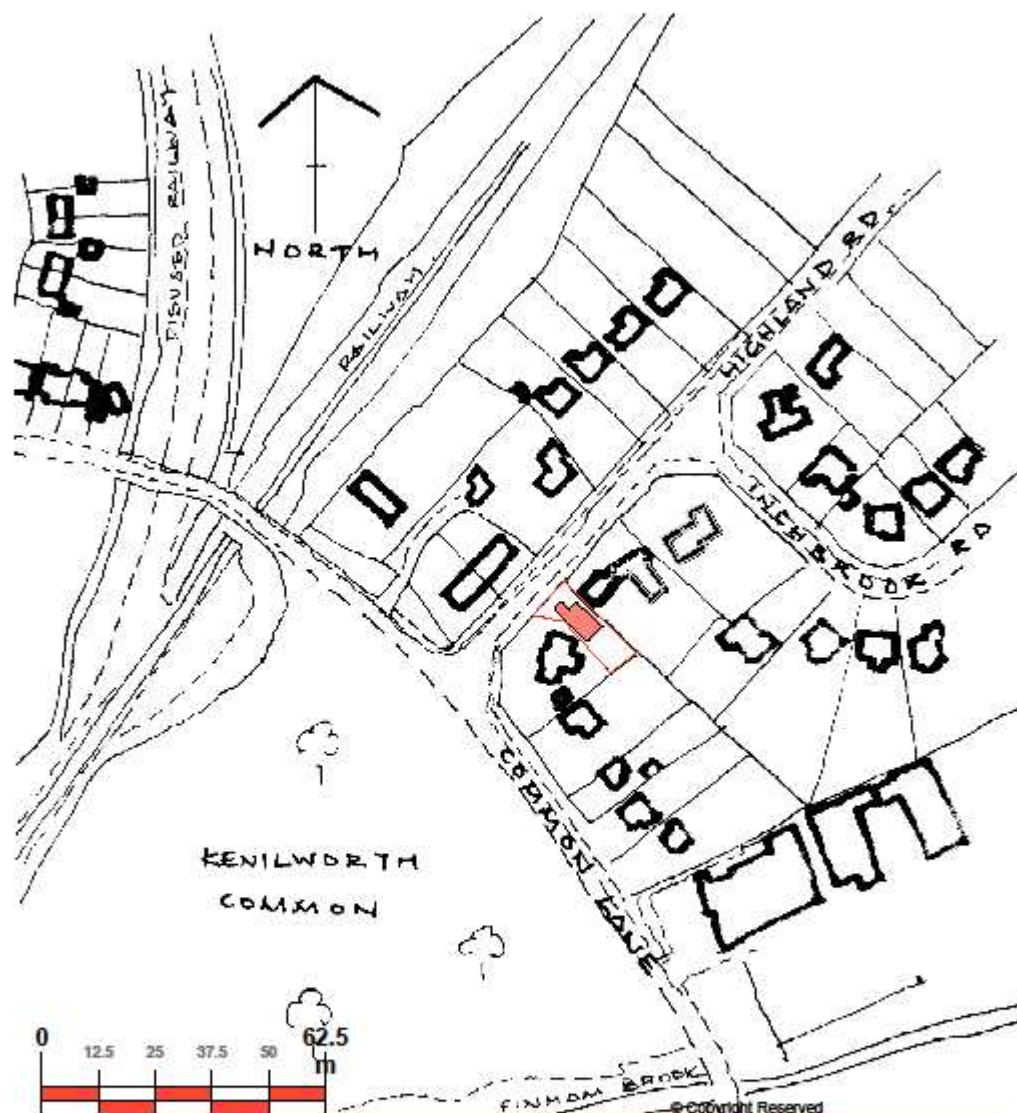 DISUSED RAILWAY
NORTH
RAILWAY
HIGHLAND RD
INCHBROOK RD
COMMON LANE
KENILWORTH
COMMON
0 62.5
12.5 25 37.5 50 m
FINHAM BROOK
© Copyright Reserved